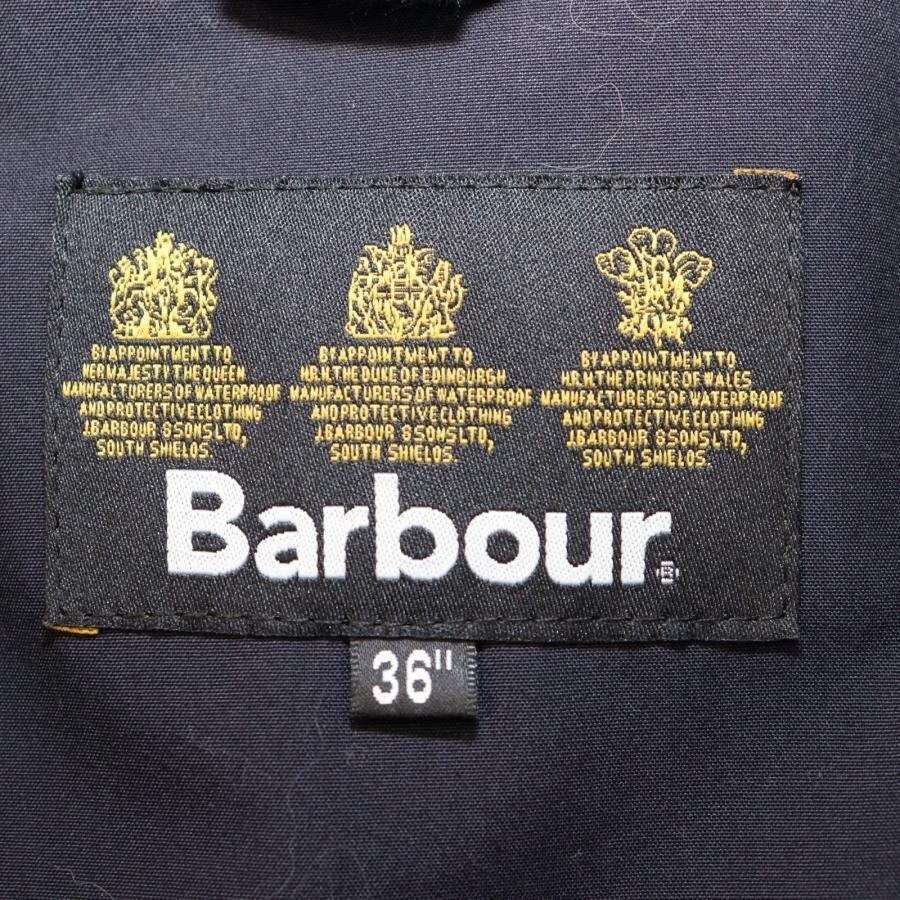 BY APPOINTMENT TO
HER MAJESTY THE QUEEN
MANUFACTURERS OF WATERPROOF
AND PROTECTIVE CLOTHING
J.BARBOUR & SONS LTD,
SOUTH SHIELDS.
BY APPOINTMENT TO
H.R.H. THE DUKE OF EDINBURGH
MANUFACTURERS OF WATERPROOF
AND PROTECTIVE CLOTHING
J.BARBOUR & SONS LTD,
SOUTH SHIELDS.
BY APPOINTMENT TO
H.R.H. THE PRINCE OF WALES
MANUFACTURERS OF WATERPROOF
AND PROTECTIVE CLOTHING
J.BARBOUR & SONS LTD,
SOUTH SHIELDS.
Barbour®
36"